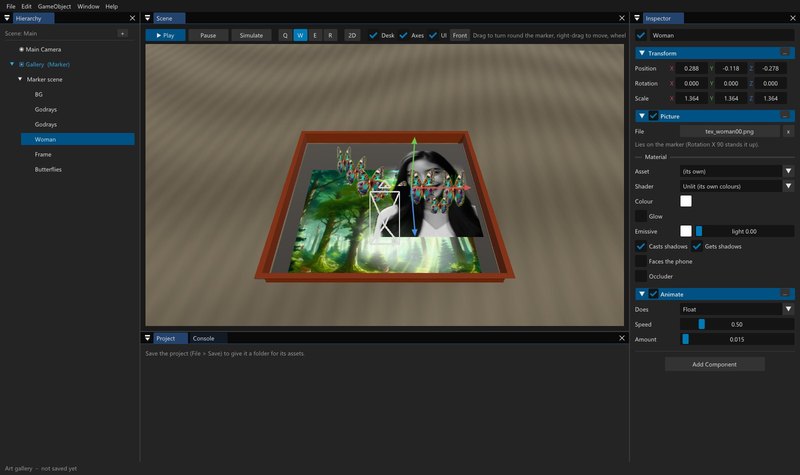 File Edit GameObject Window Help
Hierarchy
Scene: Main
+
Main Camera
Gallery (Marker)
Marker scene
BG
Godrays
Godrays
Woman
Frame
Butterflies
Scene
Play Pause Simulate Q W E R 2D Desk Axes UI Front Drag to turn round the marker, right-drag to move, wheel
Project Console
Save the project (File > Save) to give it a folder for its assets.
Inspector
Woman
Transform ...
Position X 0.288 Y -0.118 Z -0.278
Rotation X 0.000 Y 0.000 Z 0.000
Scale X 1.364 Y 1.364 Z 1.364
Picture ...
File tex_woman00.png x
Lies on the marker (Rotation X 90 stands it up).
Material
Asset (its own)
Shader Unlit (its own colours)
Colour
Glow
Emissive light 0.00
Casts shadows Gets shadows
Faces the phone
Occluder
Animate ...
Does Float
Speed 0.50
Amount 0.015
Add Component
Art gallery - not saved yet